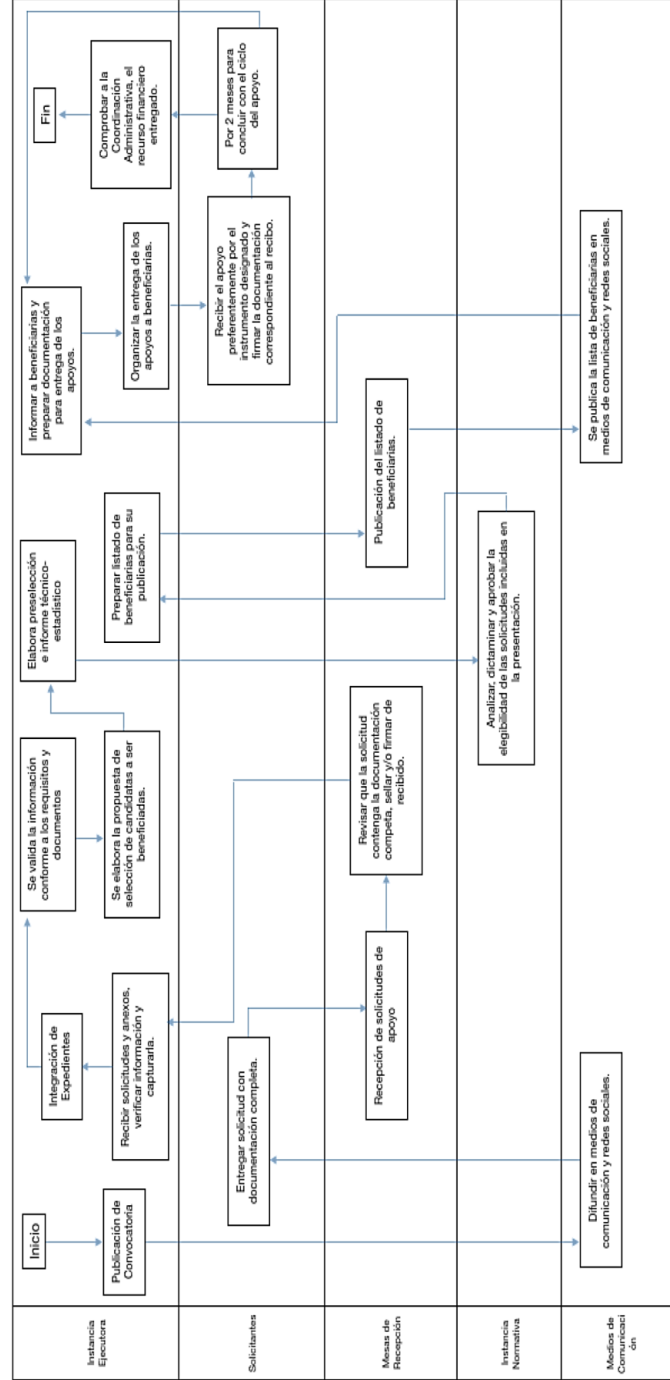 Instancia
Ejecutora
Inicio
Publicación de
Convocatoria
Integración de
Expedientes
Recibir solicitudes y anexos,
verificar información y
capturarla.
Se valida la información
conforme a los requisitos y
documentos
Se elabora la propuesta de
selección de candidatas a ser
beneficiadas.
Elabora preselección
e informe técnico-
estadístico
Preparar listado de
beneficiarias para su
publicación.
Informar a beneficiarias y
preparar documentación
para entrega de los
apoyos.
Organizar la entrega de los
apoyos a beneficiarias.
Fin
Comprobar a la
Coordinación
Administrativa, el
recurso financiero
entregado.
Solicitantes
Entregar solicitud con
documentación completa.
Recibir el apoyo
preferentemente por el
instrumento designado y
firmar la documentación
correspondiente al recibo.
Por 2 meses para
concluir con el ciclo
del apoyo.
Mesas de
Recepción
Recepción de solicitudes de
apoyo
Revisar que la solicitud
contenga la documentación
competa, sellar y/o firmar de
recibido.
Publicación del listado de
beneficiarias.
Instancia
Normativa
Analizar, dictaminar y aprobar la
elegibilidad de las solicitudes incluidas en
la presentación.
Medios de
Comunicaci
ón
Difundir en medios de
comunicación y redes sociales.
Se publica la lista de beneficiarias en
medios de comunicación y redes sociales.